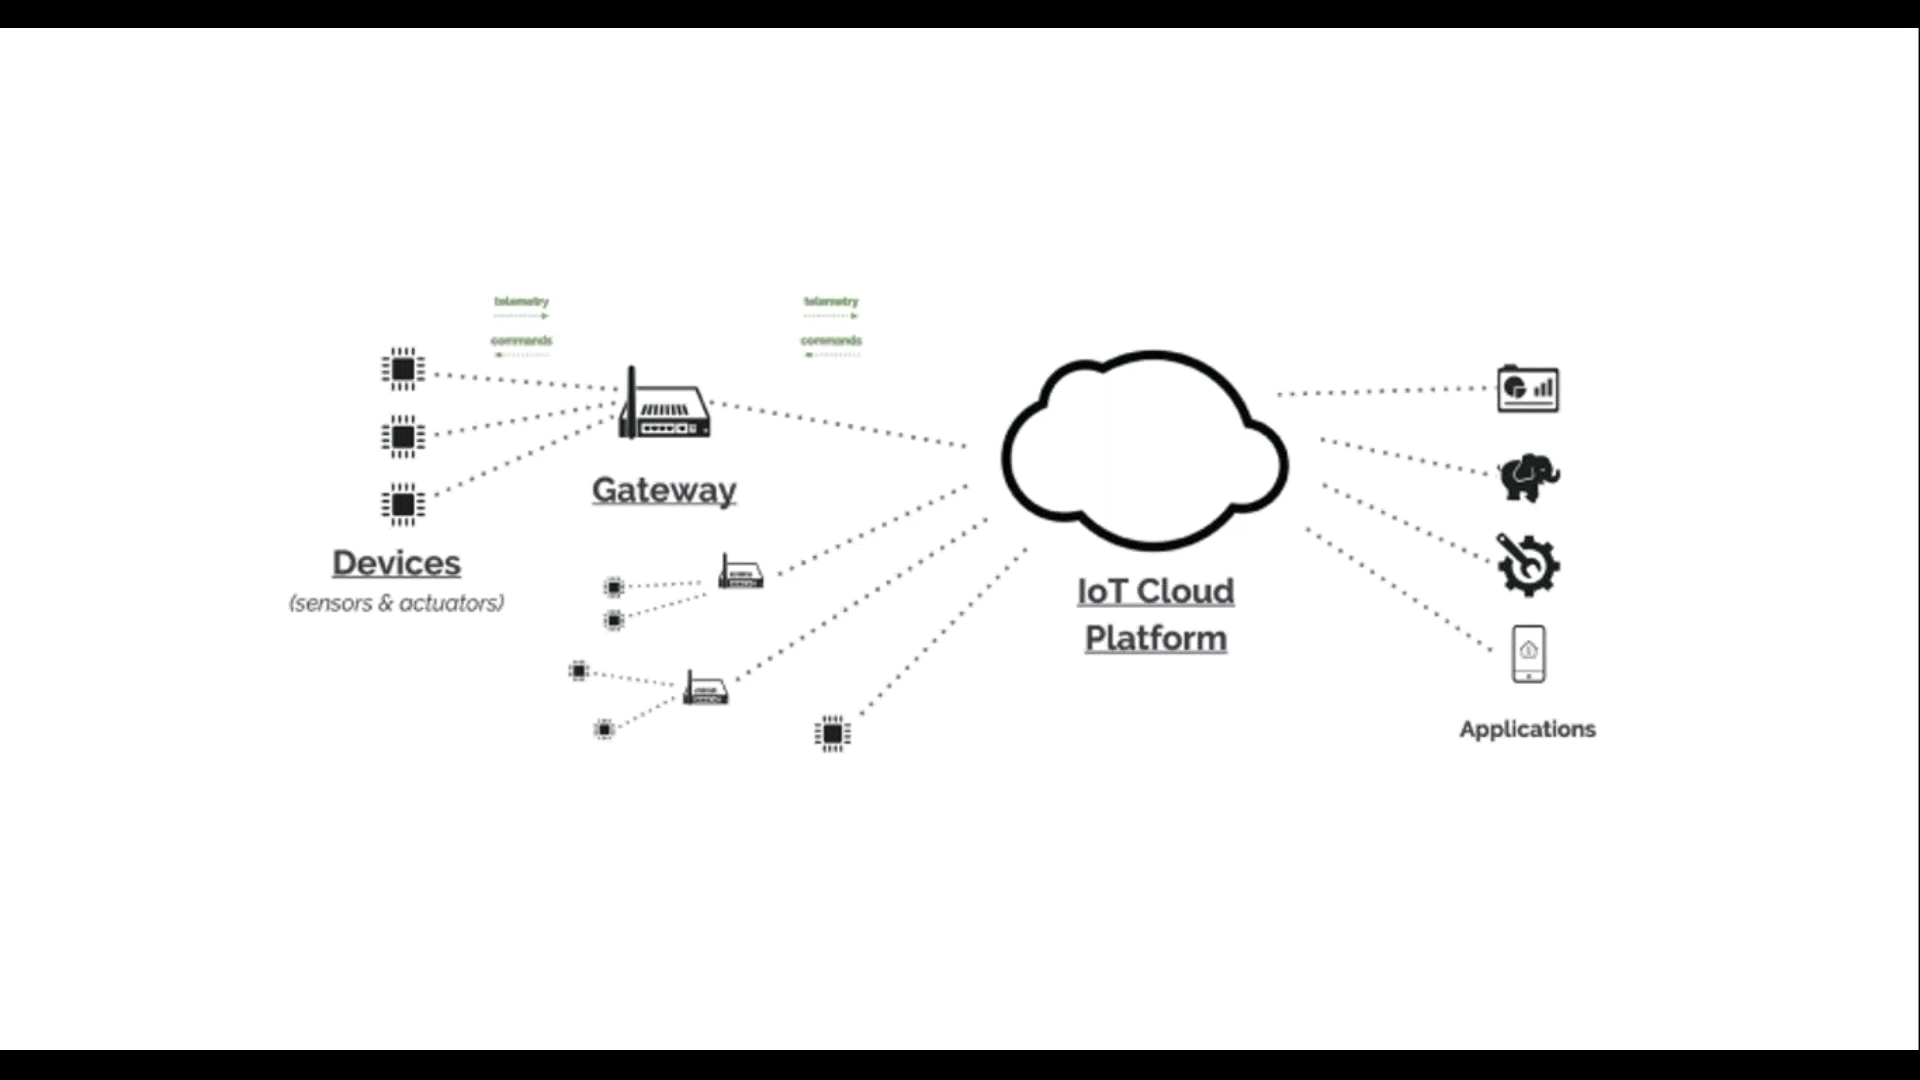 telemetry
commands
telemetry
commands
Gateway
Devices
(sensors & actuators)
IoT Cloud
Platform
Applications